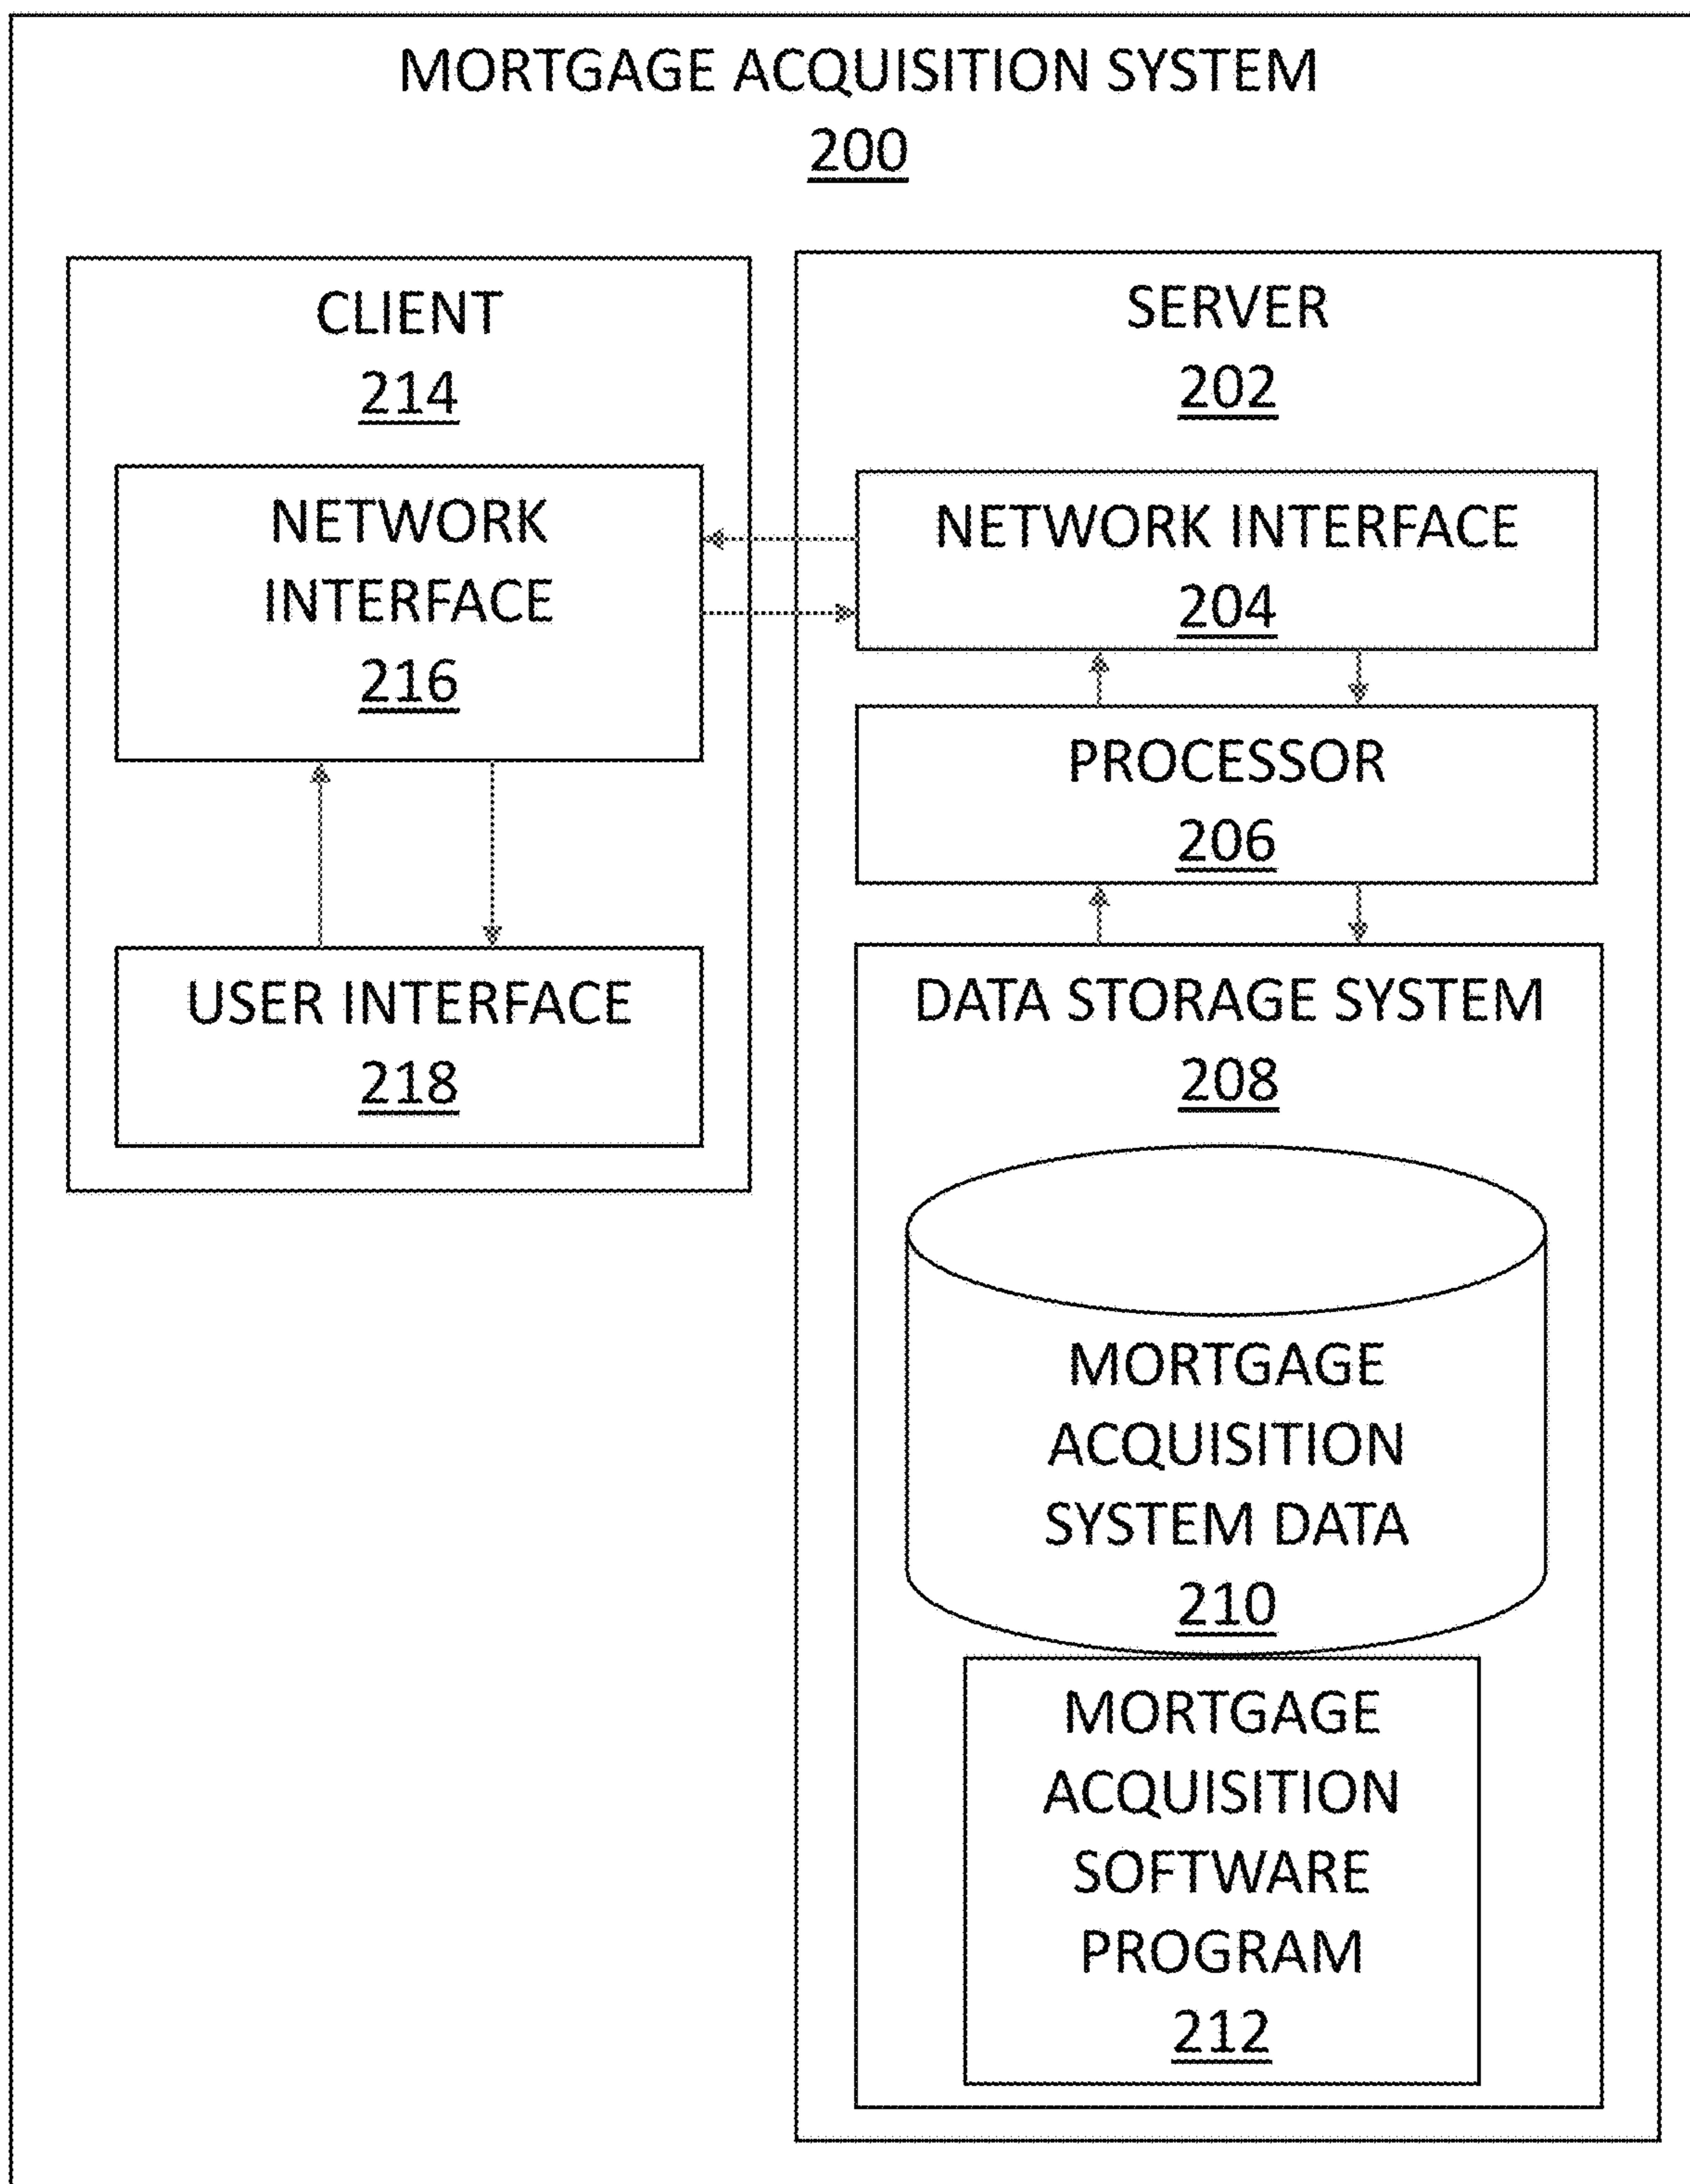 MORTGAGE ACQUISITION SYSTEM
200
CLIENT
214
NETWORK
INTERFACE
216
USER INTERFACE
218
SERVER
202
NETWORK INTERFACE
204
PROCESSOR
206
DATA STORAGE SYSTEM
208
MORTGAGE
ACQUISITION
SYSTEM DATA
210
MORTGAGE
ACQUISITION
SOFTWARE
PROGRAM
212